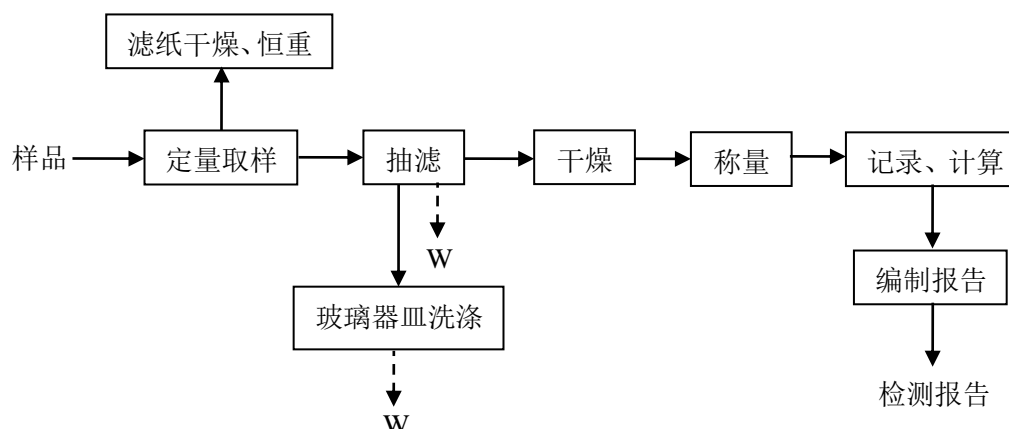 滤纸干燥、恒重
样品
定量取样
抽滤
干燥
称量
记录、计算
W
编制报告
玻璃器皿洗涤
检测报告
W